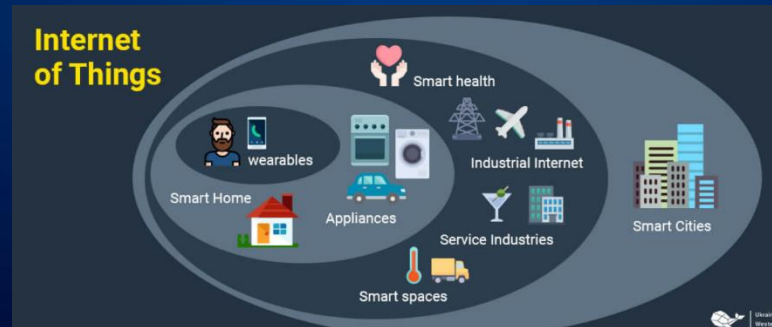 Internet
of Things
Smart health
wearables
Industrial Internet
Smart Home
Appliances
Service Industries
Smart Cities
Smart spaces